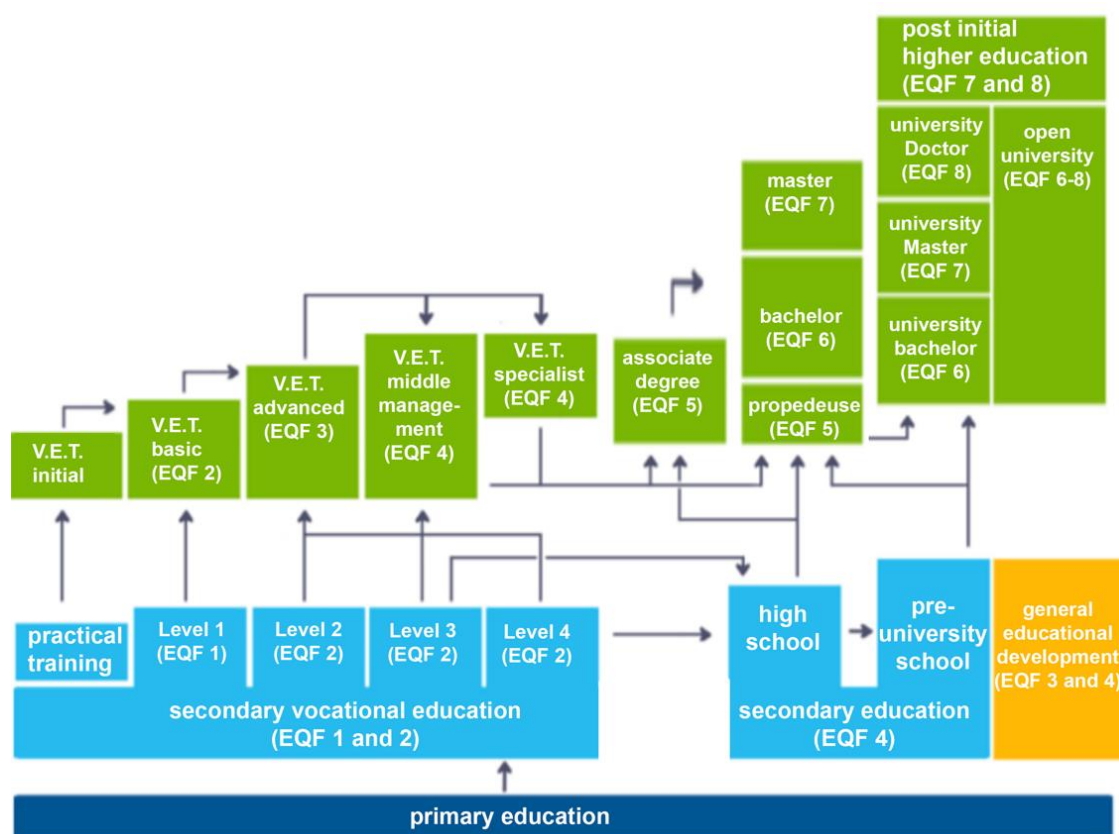 post initial
higher education
(EQF 7 and 8)
university
Doctor
(EQF 8)
open
university
(EQF 6-8)
master
(EQF 7)
university
Master
(EQF 7)
bachelor
(EQF 6)
university
bachelor
(EQF 6)
V.E.T.
initial
V.E.T.
basic
(EQF 2)
V.E.T.
advanced
(EQF 3)
V.E.T.
middle
manage-
ment
(EQF 4)
V.E.T.
specialist
(EQF 4)
associate
degree
(EQF 5)
propedeuse
(EQF 5)
practical
training
Level 1
(EQF 1)
Level 2
(EQF 2)
Level 3
(EQF 2)
Level 4
(EQF 2)
high
school
pre-
university
school
general
educational
development
(EQF 3 and 4)
secondary vocational education
(EQF 1 and 2)
secondary education
(EQF 4)
primary education